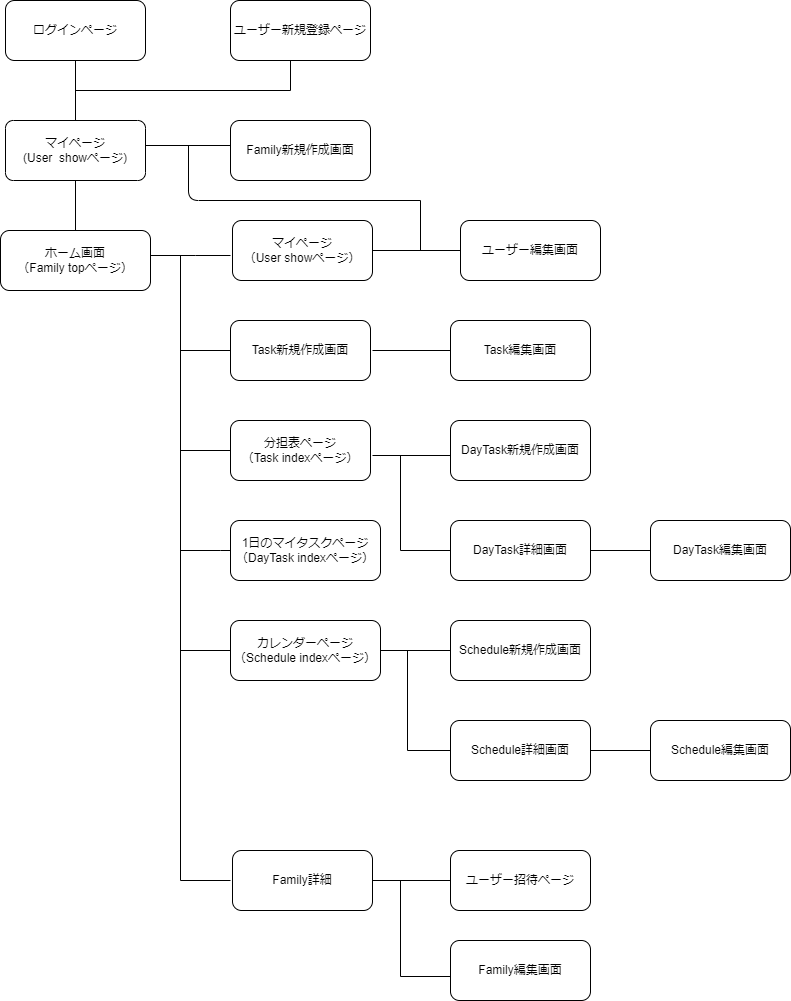 ログインページ
ユーザー新規登録ページ
マイページ
(User showページ)
Family新規作成画面
ホーム画面
（Family topページ）
マイページ
（User showページ）
ユーザー編集画面
Task新規作成画面
Task編集画面
分担表ページ
（Task indexページ）
DayTask新規作成画面
1日のマイタスクページ
（DayTask indexページ）
DayTask詳細画面
DayTask編集画面
カレンダーページ
（Schedule indexページ）
Schedule新規作成画面
Schedule詳細画面
Schedule編集画面
Family詳細
ユーザー招待ページ
Family編集画面